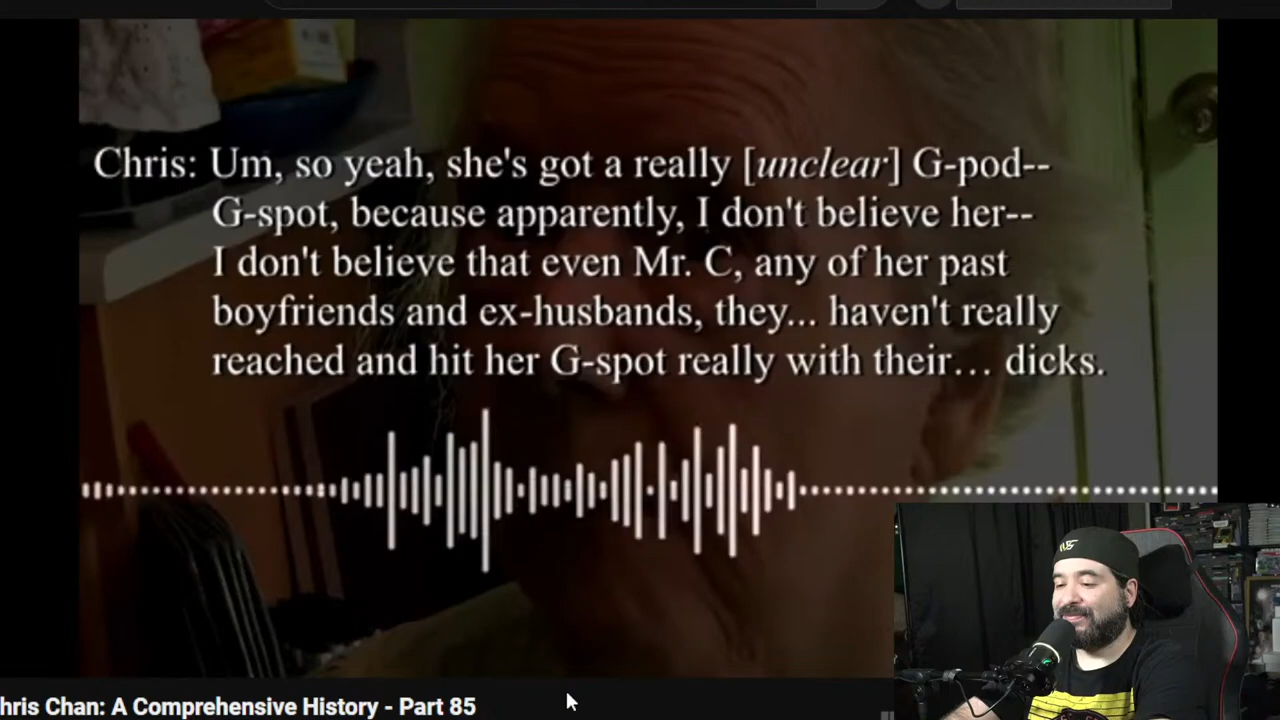 Chris: Um, so yeah, she's got a really [unclear] G-pod--
G-spot, because apparently, I don't believe her--
I don't believe that even Mr. C, any of her past
boyfriends and ex-husbands, they... haven't really
reached and hit her G-spot really with their… dicks.
hris Chan: A Comprehensive History - Part 85